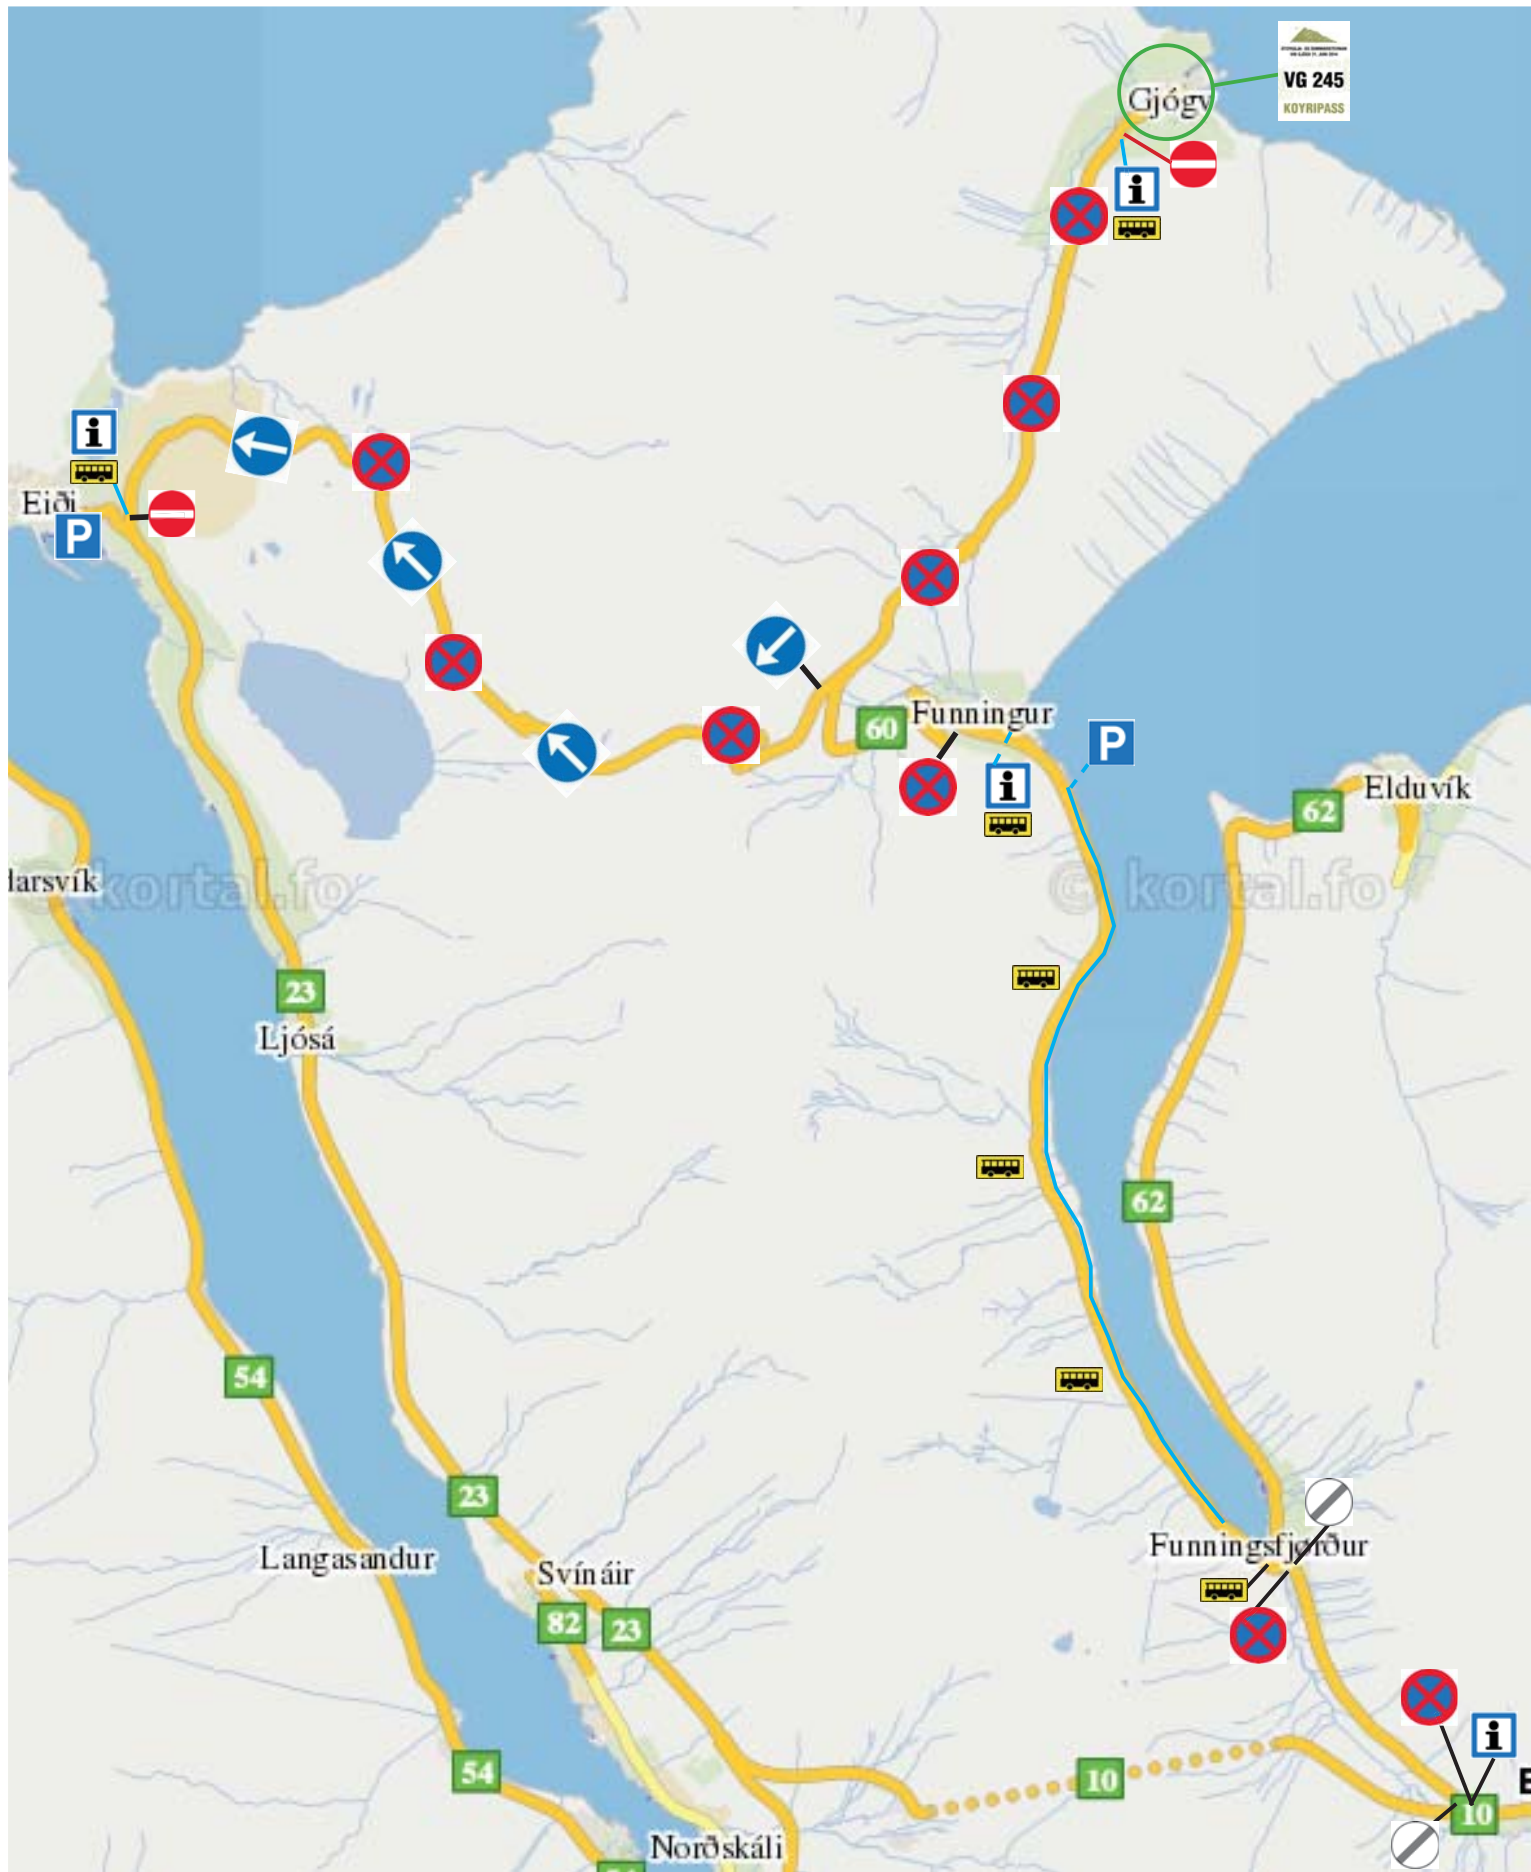 Gjógv
VG 245
KOYRIPASS
i
i
Eiði
P
Funningur
60
P
i
62
Elduvík
darsvík
© kortal.fo
© kortal.fo
23
Ljósá
62
54
23
Funningsfjørður
Langasandur
Svínáir
82
23
i
54
10
10
E
Norðskáli